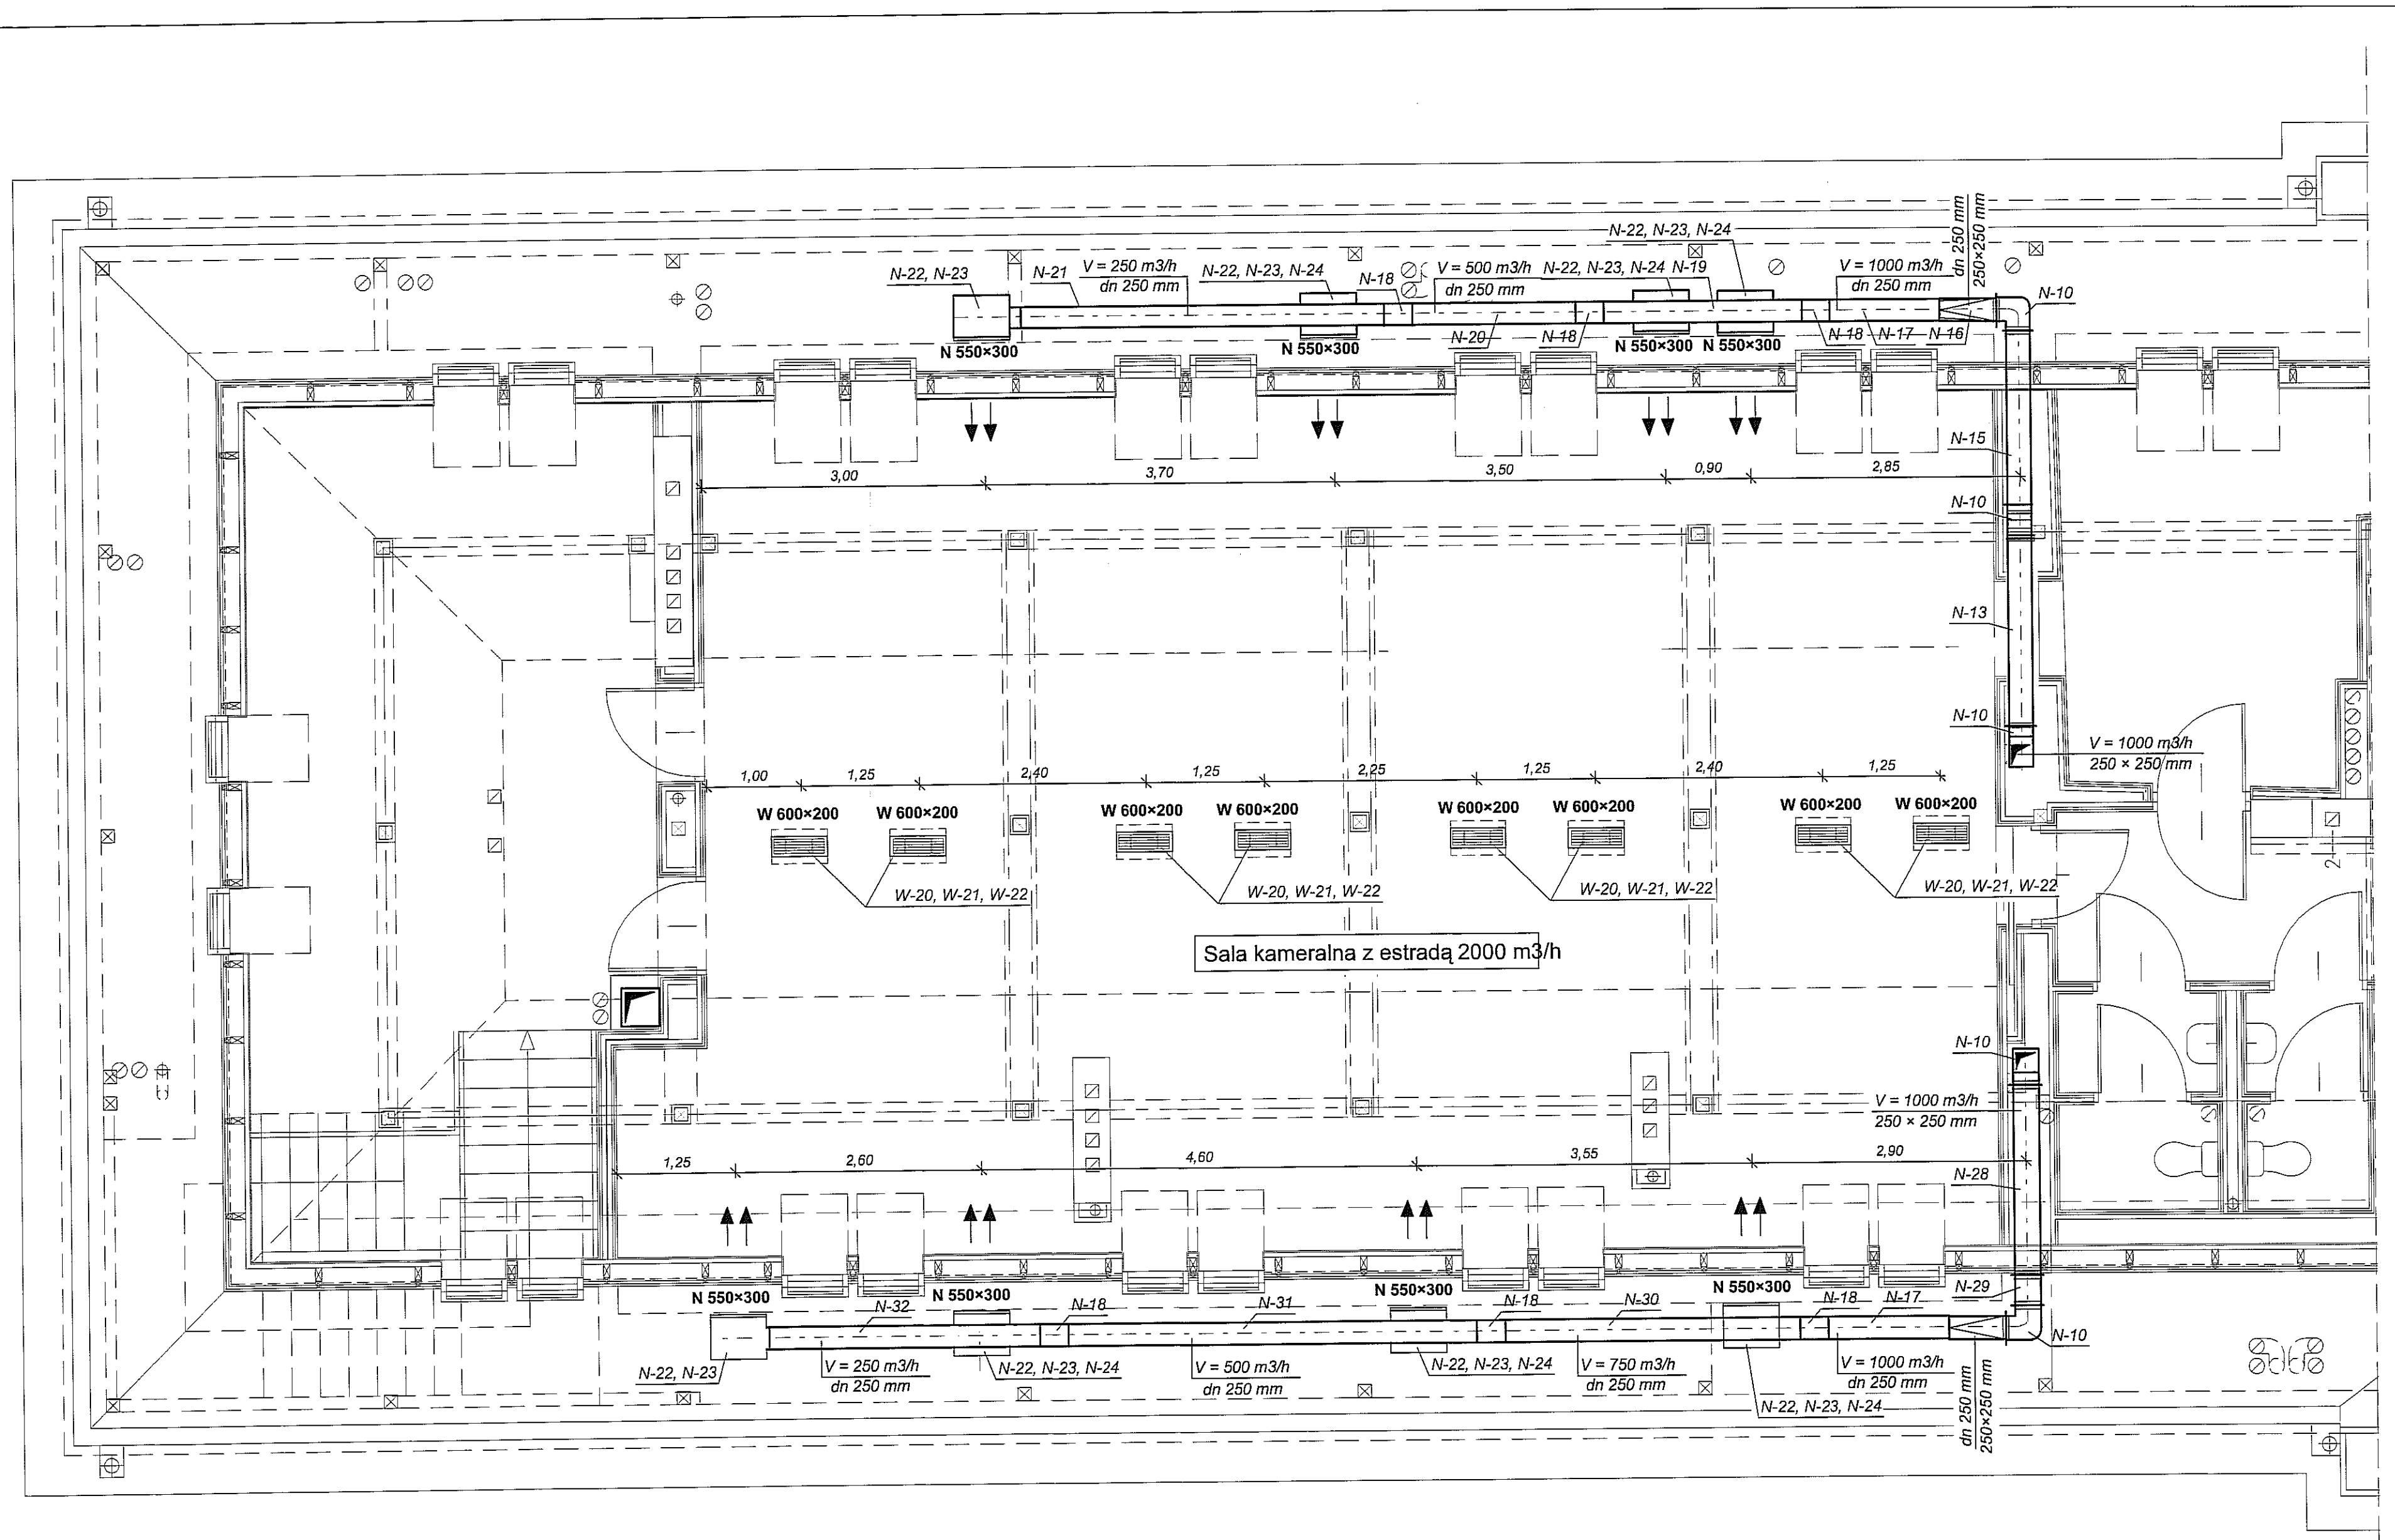 dn 250 mm
250×250 mm
N-22, N-23, N-24
N-22, N-23
N-21
V = 250 m3/h
dn 250 mm
N-22, N-23, N-24
N-18
V = 500 m3/h
dn 250 mm
N-22, N-23, N-24
N-19
V = 1000 m3/h
dn 250 mm
N-10
N-20
N-18
N-18
N-17
N-16
N 550×300
N 550×300
N 550×300
N 550×300
N-15
3,00
3,70
3,50
0,90
2,85
N-10
N-13
N-10
V = 1000 m3/h
250 × 250 mm
1,00
1,25
2,40
1,25
2,25
1,25
2,40
1,25
W 600×200
W 600×200
W 600×200
W 600×200
W 600×200
W 600×200
W 600×200
W 600×200
W-20, W-21, W-22
W-20, W-21, W-22
W-20, W-21, W-22
W-20, W-21, W-22
Sala kameralna z estradą 2000 m3/h
N-10
V = 1000 m3/h
250 × 250 mm
1,25
2,60
4,60
3,55
2,90
N-28
N 550×300
N 550×300
N 550×300
N 550×300
N-29
N-32
N-18
N-31
N-18
N-30
N-18
N-17
N-10
N-22, N-23
V = 250 m3/h
dn 250 mm
N-22, N-23, N-24
V = 500 m3/h
dn 250 mm
N-22, N-23, N-24
V = 750 m3/h
dn 250 mm
V = 1000 m3/h
dn 250 mm
N-22, N-23, N-24
dn 250 mm
250×250 mm